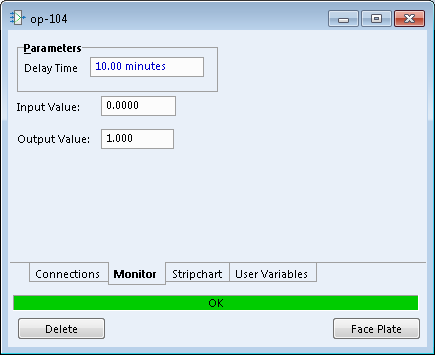 op-104
Parameters
Delay Time 10.00 minutes
Input Value: 0.0000
Output Value: 1.000
Connections Monitor Stripchart User Variables
OK
Delete Face Plate